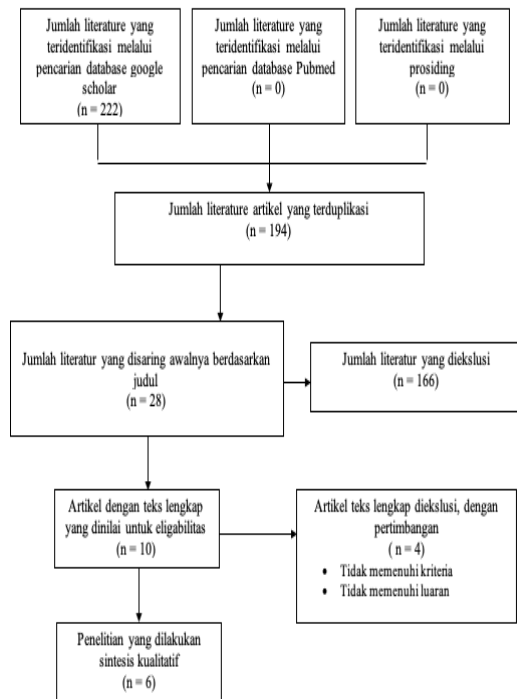 Jumlah literature yang
teridentifikasi melalui
pencarian database google
scholar
(n = 222)
Jumlah literature yang
teridentifikasi melalui
pencarian database Pubmed
(n = 0)
Jumlah literature yang
teridentifikasi melalui
prosiding
(n = 0)
Jumlah literature artikel yang terduplikasi
(n = 194)
Jumlah literatur yang disaring awalnya berdasarkan
judul
(n = 28)
Jumlah literatur yang diekslusi
(n = 166)
Artikel dengan teks lengkap
yang dinilai untuk eligabilitas
(n = 10)
Artikel teks lengkap diekslusi, dengan
pertimbangan
( n = 4)
• Tidak memenuhi kriteria
• Tidak memenuhi luaran
Penelitian yang dilakukan
sintesis kualitatif
(n = 6)